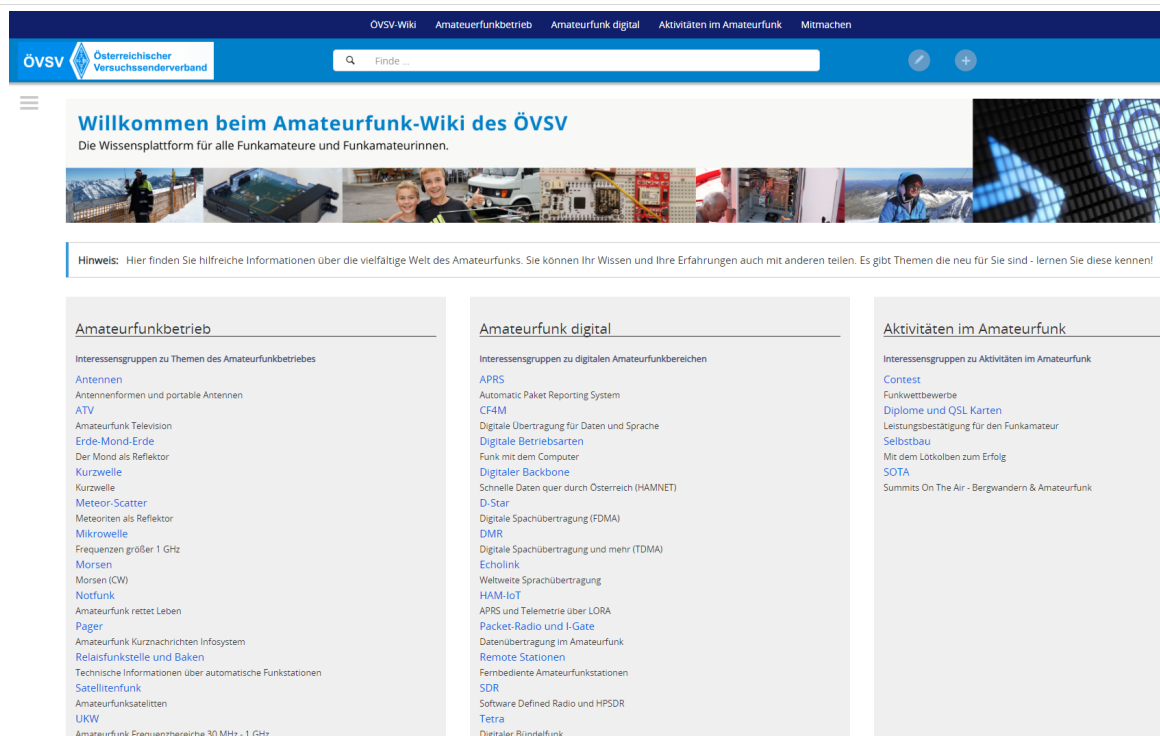 ÖVSV-Wiki Amateuerfunkbetrieb Amateurfunk digital Aktivitäten im Amateurfunk Mitmachen
ÖVSV Österreichischer
Versuchssenderverband
Finde ...
Willkommen beim Amateurfunk-Wiki des ÖVSV
Die Wissensplattform für alle Funkamateure und Funkamateurinnen.
Hinweis: Hier finden Sie hilfreiche Informationen über die vielfältige Welt des Amateurfunks. Sie können Ihr Wissen und Ihre Erfahrungen auch mit anderen teilen. Es gibt Themen die neu für Sie sind - lernen Sie diese kennen!
Amateurfunkbetrieb
Interessensgruppen zu Themen des Amateurfunkbetriebes
Antennen
Antennenformen und portable Antennen
ATV
Amateurfunk Television
Erde-Mond-Erde
Der Mond als Reflektor
Kurzwelle
Kurzwelle
Meteor-Scatter
Meteoriten als Reflektor
Mikrowelle
Frequenzen größer 1 GHz
Morsen
Morsen (CW)
Notfunk
Amateurfunk rettet Leben
Pager
Amateurfunk Kurznachrichten Infosystem
Relaisfunkstelle und Baken
Technische Informationen über automatische Funkstationen
Satellitenfunk
Amateurfunksatelitten
UKW
Amateurfunk Frequenzbereiche 30 MHz - 1 GHz
Amateurfunk digital
Interessensgruppen zu digitalen Amateurfunkbereichen
APRS
Automatic Paket Reporting System
CF4M
Digitale Übertragung für Daten und Sprache
Digitale Betriebsarten
Funk mit dem Computer
Digitaler Backbone
Schnelle Daten quer durch Österreich (HAMNET)
D-Star
Digitale Spachübertragung (FDMA)
DMR
Digitale Spachübertragung und mehr (TDMA)
Echolink
Weltweite Sprachübertragung
HAM-IoT
APRS und Telemetrie über LORA
Packet-Radio und I-Gate
Datenübertragung im Amateurfunk
Remote Stationen
Fernbediente Amateurfunkstationen
SDR
Software Defined Radio und HPSDR
Tetra
Digitaler Bündelfunk
Aktivitäten im Amateurfunk
Interessensgruppen zu Aktivitäten im Amateurfunk
Contest
Funkwettbewerbe
Diplome und QSL Karten
Leistungsbestätigung für den Funkamateur
Selbstbau
Mit dem Lötkolben zum Erfolg
SOTA
Summits On The Air - Bergwandern & Amateurfunk